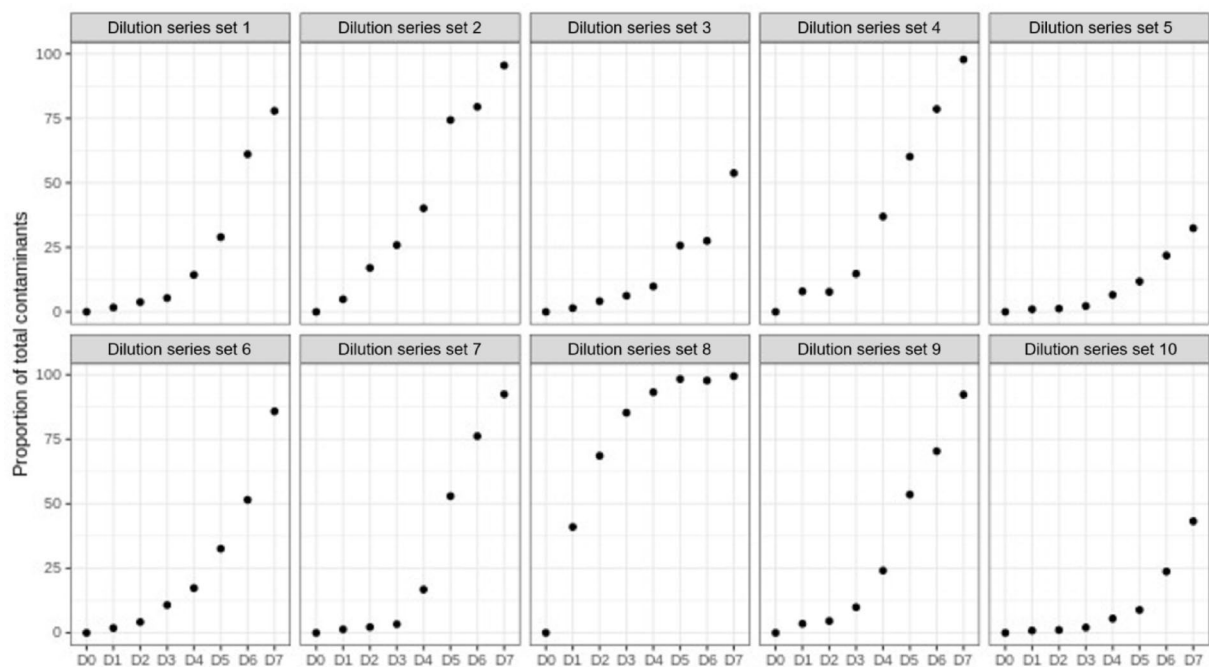 Dilution series set 1 Dilution series set 2 Dilution series set 3 Dilution series set 4 Dilution series set 5
100
75
50
25
0
Proportion of total contaminants
Dilution series set 6 Dilution series set 7 Dilution series set 8 Dilution series set 9 Dilution series set 10
100
75
50
25
0
D0 D1 D2 D3 D4 D5 D6 D7 D0 D1 D2 D3 D4 D5 D6 D7 D0 D1 D2 D3 D4 D5 D6 D7 D0 D1 D2 D3 D4 D5 D6 D7 D0 D1 D2 D3 D4 D5 D6 D7